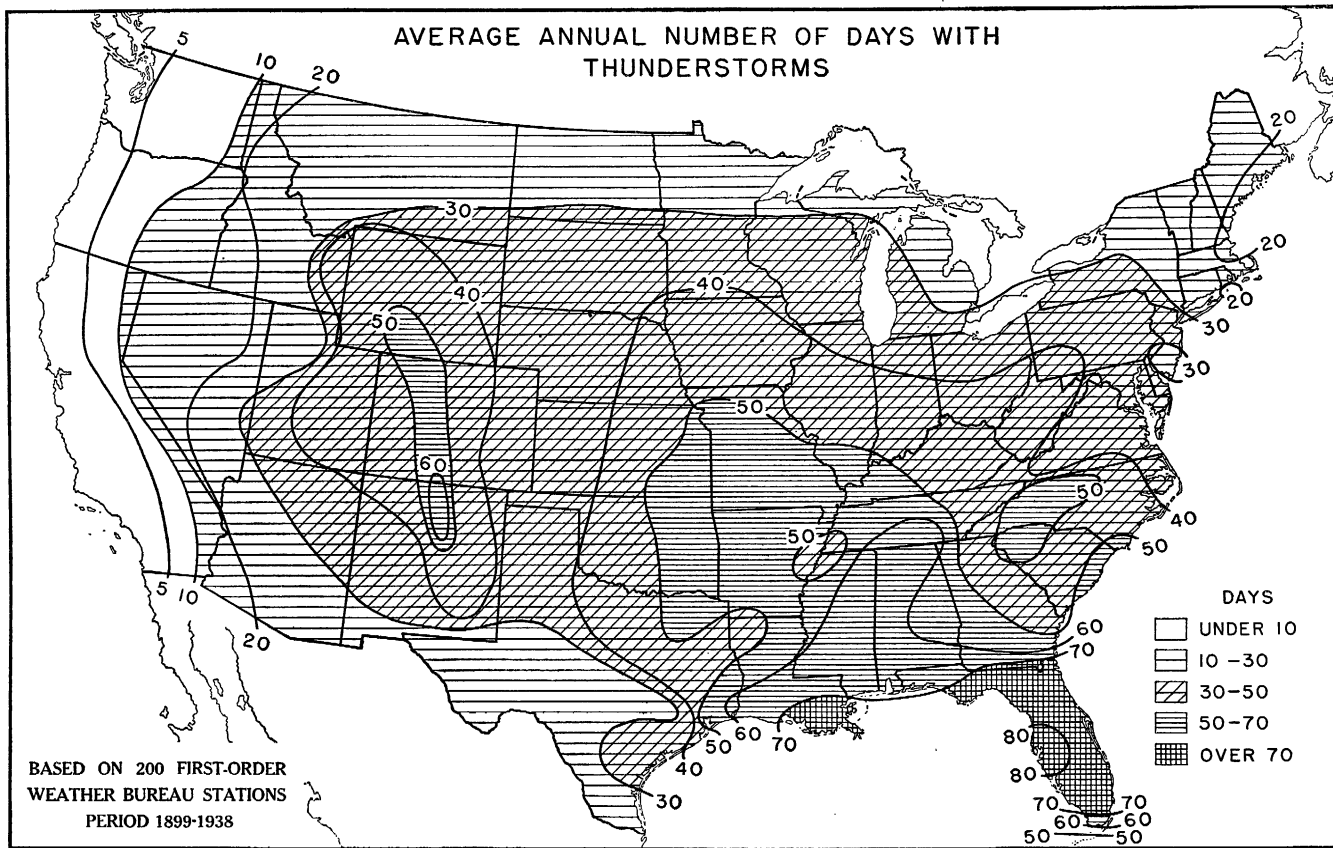 AVERAGE ANNUAL NUMBER OF DAYS WITH
THUNDERSTORMS
5
10
20
20
30
20
40
40
20
30
50
30
50
60
50
40
50
50
5 10
20
60
70
80
80
50
60
70
40
30
70 70
60 60
50 50
DAYS
UNDER 10
10 - 30
30 - 50
50 - 70
OVER 70
BASED ON 200 FIRST-ORDER
WEATHER BUREAU STATIONS
PERIOD 1899-1938